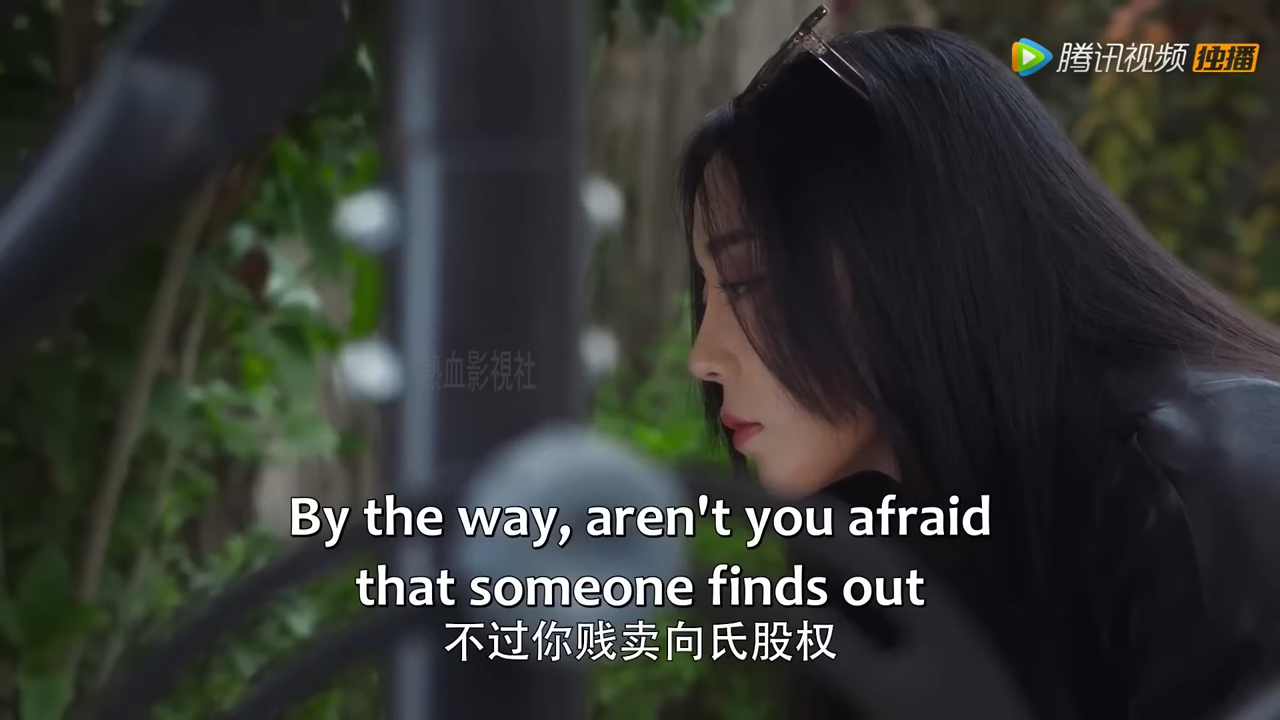 腾讯视频 独播
热血影視社
By the way, aren't you afraid
that someone finds out
不过你贱卖向氏股权